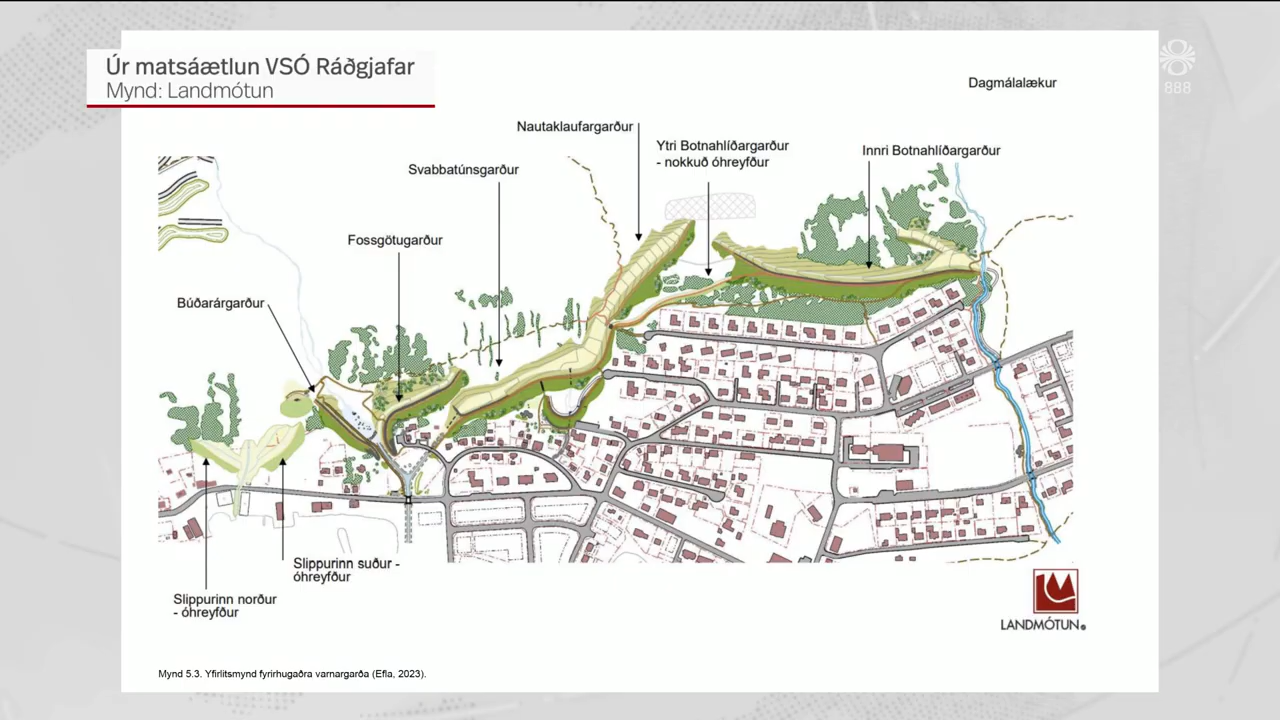 Úr matsáætlun VSÓ Ráðgjafar
Mynd: Landmótun
888
Dagmálalækur
Nautaklaufargarður
Ytri Botnahlíðargarður
- nokkuð óhreyfður
Innri Botnahlíðargarður
Svabbatúnsgarður
Fossgötugarður
Búðarárgarður
Slippurinn suður -
óhreyfður
Slippurinn norður
- óhreyfður
LANDMÓTUN
Mynd 5.3. Yfirlitsmynd fyrirhugaðra varnargarða (Efla, 2023).